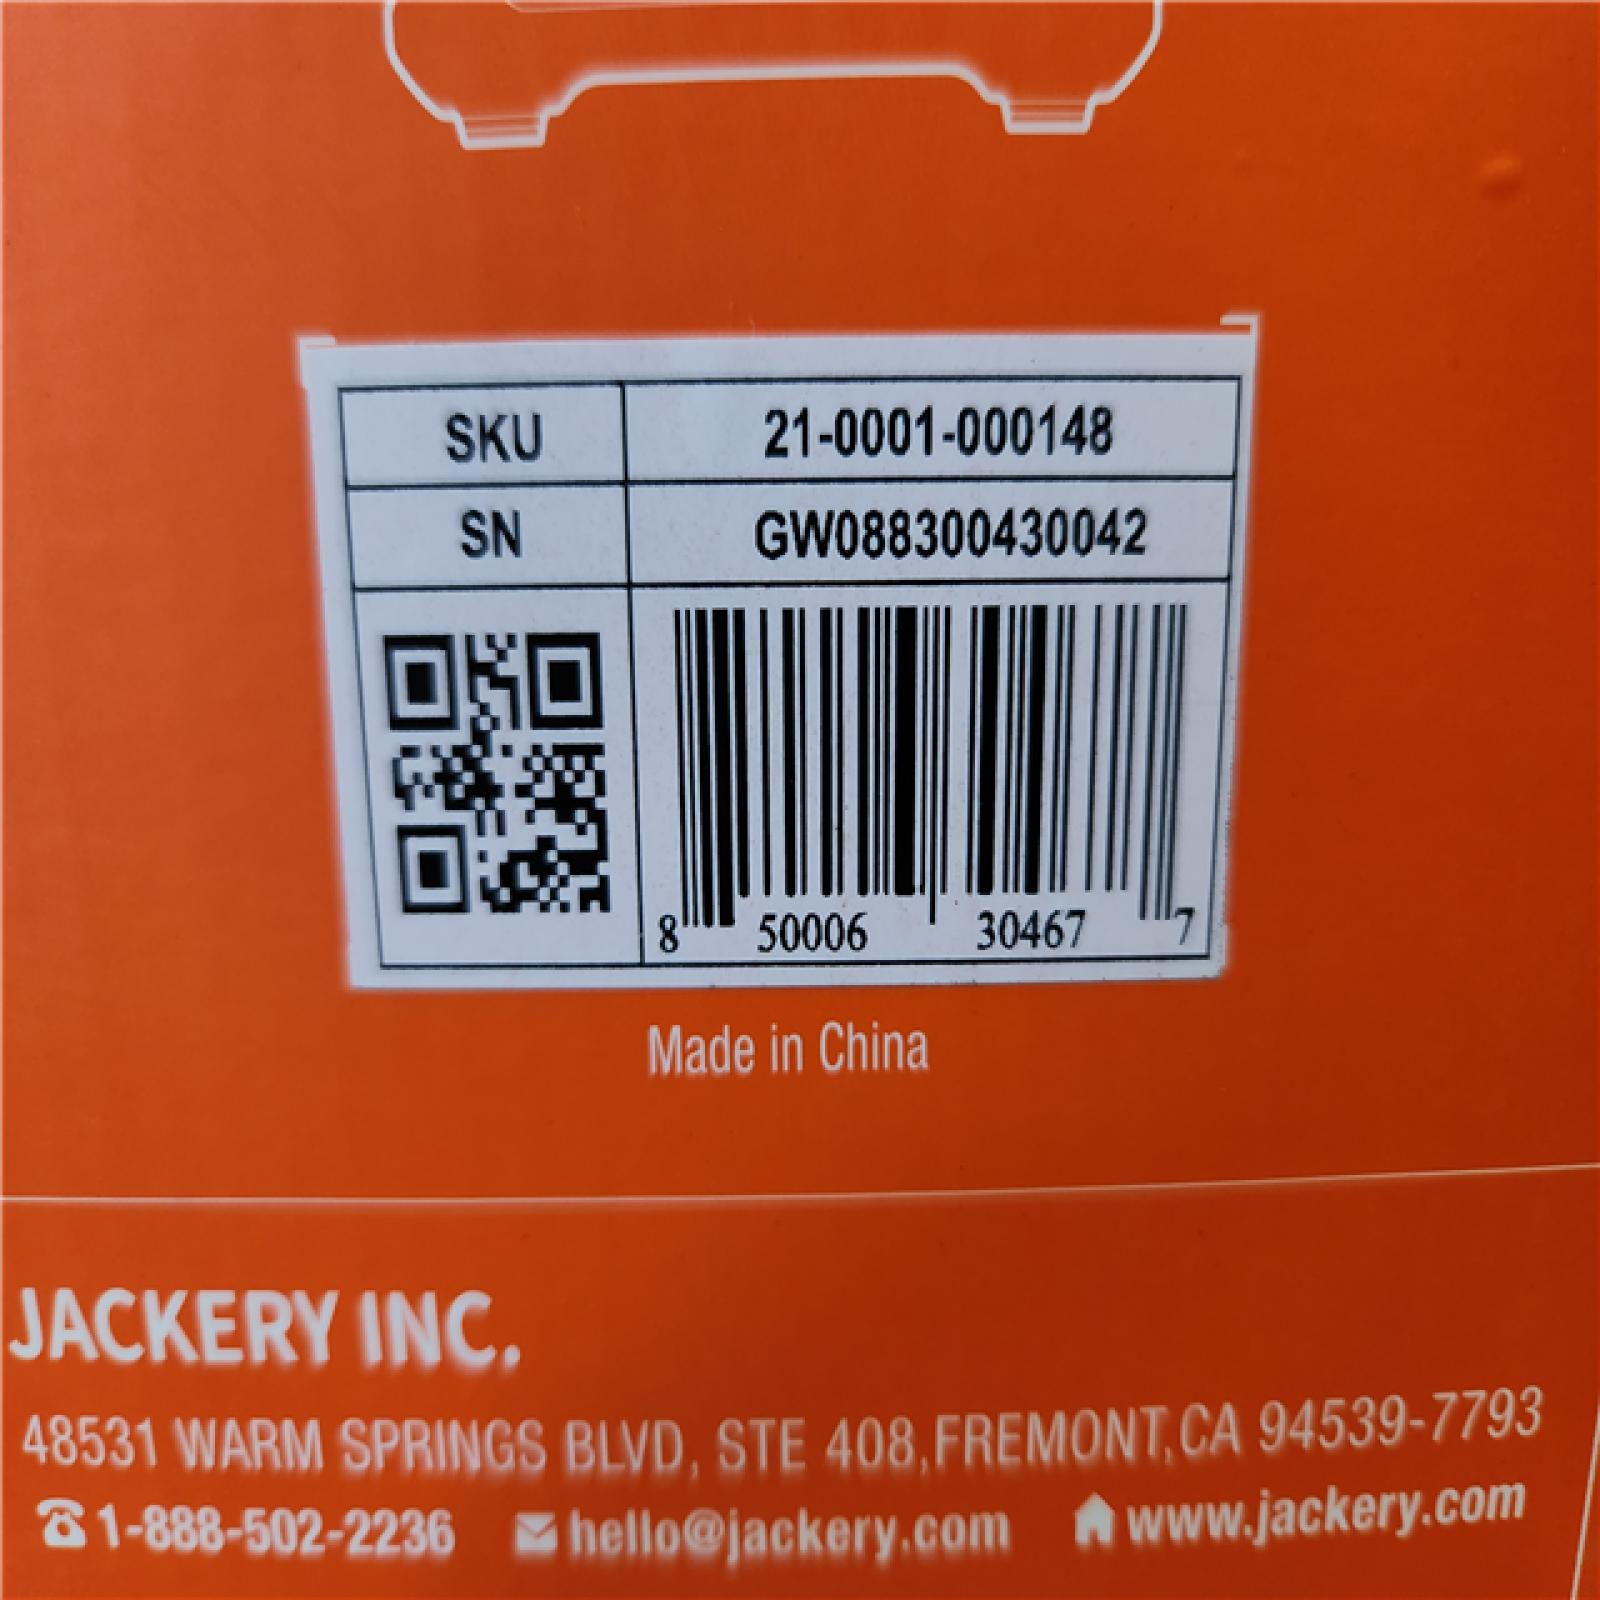 SKU 21-0001-000148
SN GW088300430042
8 50006 30467 7
Made in China
JACKERY INC.
48531 WARM SPRINGS BLVD, STE 408,FREMONT,CA 94539-7793
1-888-502-2236 hello@jackery.com www.jackery.com